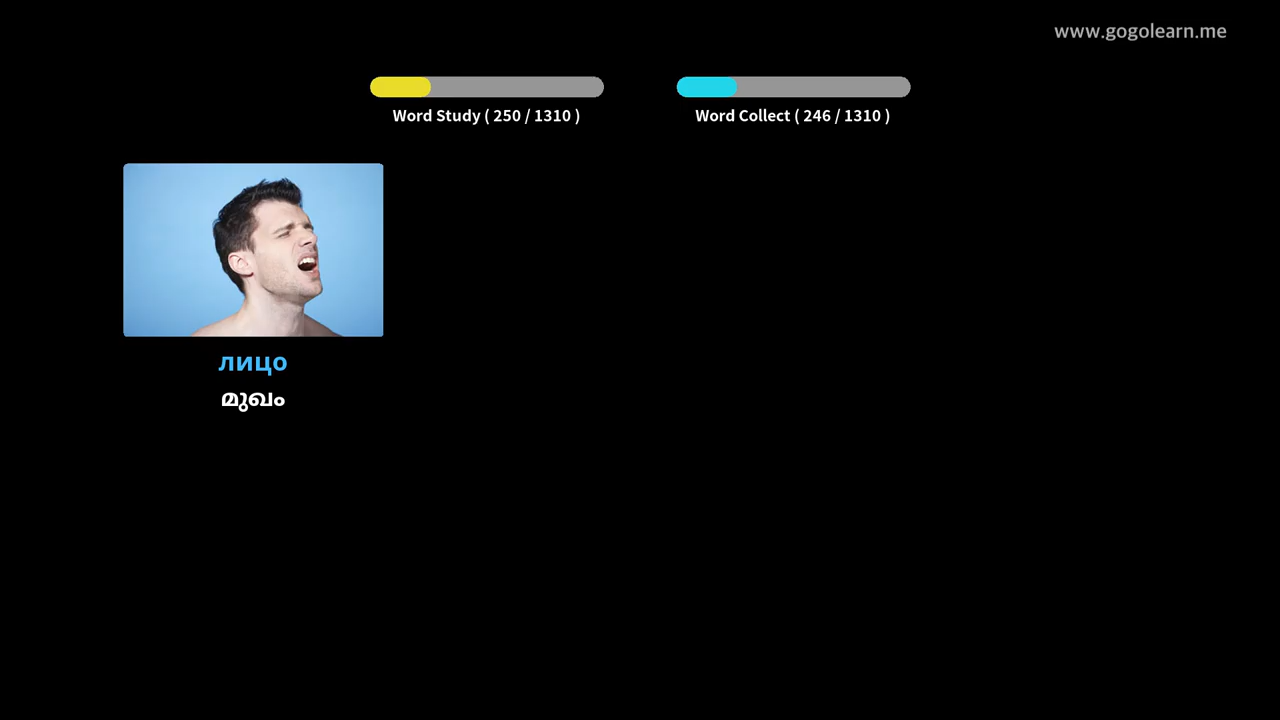 www.gogolearn.me
Word Study ( 250 / 1310 )
Word Collect ( 246 / 1310 )
лицо
മുഖം